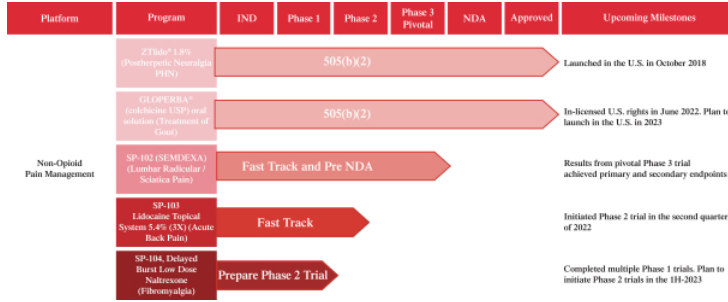 Platform
Program
IND
Phase 1
Phase 2
Phase 3
Pivotal
NDA
Approved
Upcoming Milestones
Non-Opioid
Pain Management
ZTlido® 1.8%
(Postherpetic Neuralgia
PHN)
505(b)(2)
Launched in the U.S. in October 2018
GLOPERBA®
(colchicine USP) oral
solution (Treatment of
Gout)
505(b)(2)
In-licensed U.S. rights in June 2022. Plan to
launch in the U.S. in 2023
SP-102 (SEMDEXA)
(Lumbar Radicular /
Sciatica Pain)
Fast Track and Pre NDA
Results from pivotal Phase 3 trial
achieved primary and secondary endpoints
SP-103
Lidocaine Topical
System 5.4% (3X) (Acute
Back Pain)
Fast Track
Initiated Phase 2 trial in the second quarter
of 2022
SP-104, Delayed
Burst Low Dose
Naltrexone
(Fibromyalgia)
Prepare Phase 2 Trial
Completed multiple Phase 1 trials. Plan to
initiate Phase 2 trials in the 1H-2023